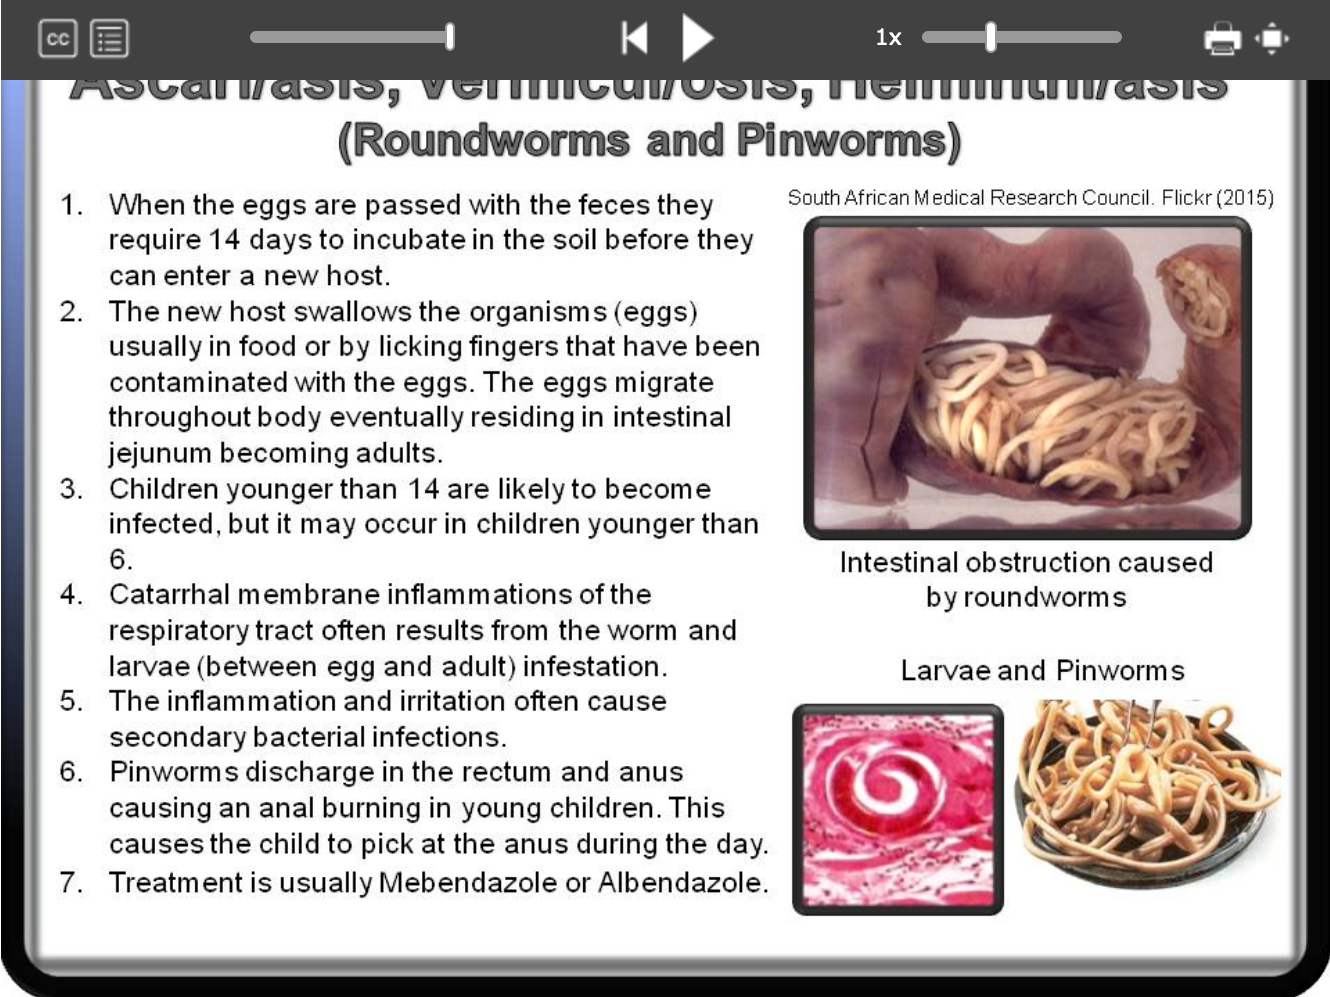 CC
1x
Ascari/asis, Vermicul/osis, Helminthi/asis
(Roundworms and Pinworms)
1. When the eggs are passed with the feces they
require 14 days to incubate in the soil before they
can enter a new host.
2. The new host swallows the organisms (eggs)
usually in food or by licking fingers that have been
contaminated with the eggs. The eggs migrate
throughout body eventually residing in intestinal
jejunum becoming adults.
3. Children younger than 14 are likely to become
infected, but it may occur in children younger than
6.
4. Catarrhal membrane inflammations of the
respiratory tract often results from the worm and
larvae (between egg and adult) infestation.
5. The inflammation and irritation often cause
secondary bacterial infections.
6. Pinworms discharge in the rectum and anus
causing an anal burning in young children. This
causes the child to pick at the anus during the day.
7. Treatment is usually Mebendazole or Albendazole.
South African Medical Research Council. Flickr (2015)
Intestinal obstruction caused
by roundworms
Larvae and Pinworms